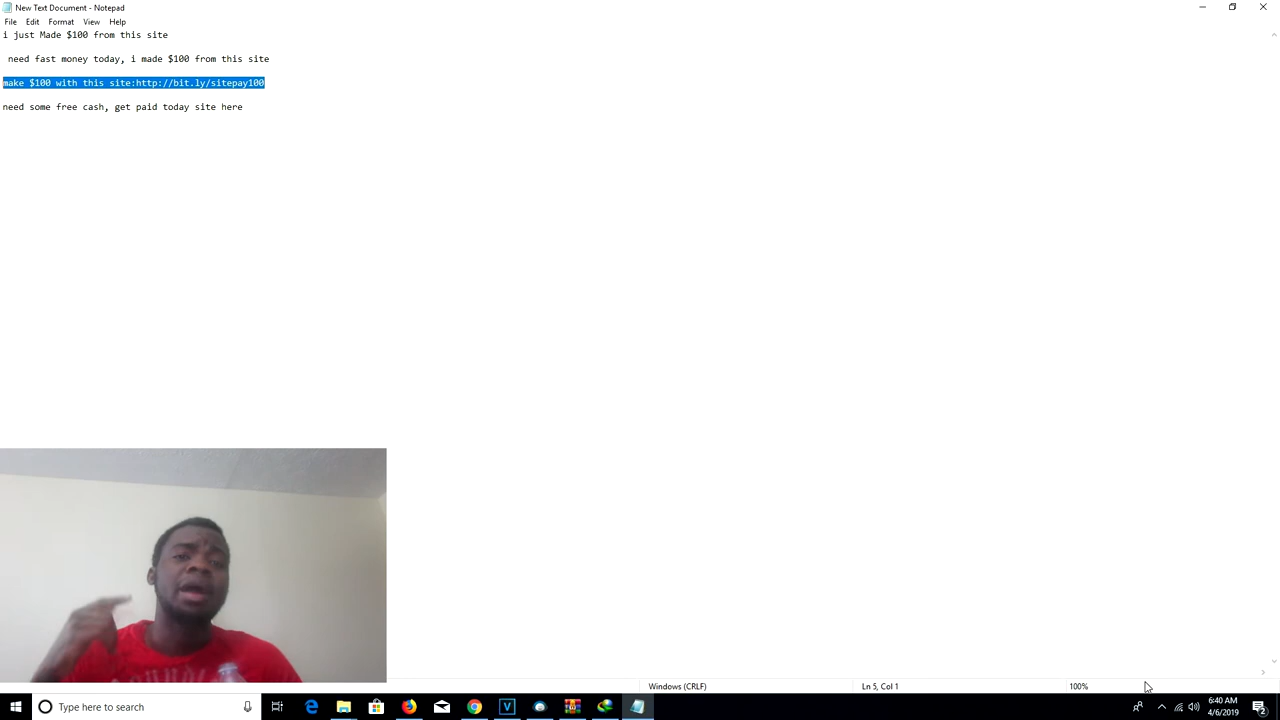 New Text Document - Notepad
File Edit Format View Help
i just Made $100 from this site
need fast money today, i made $100 from this site
make $100 with this site:http://bit.ly/sitepay100
need some free cash, get paid today site here
Windows (CRLF) Ln 5, Col 1 100%
Type here to search
6:40 AM
4/6/2019
2